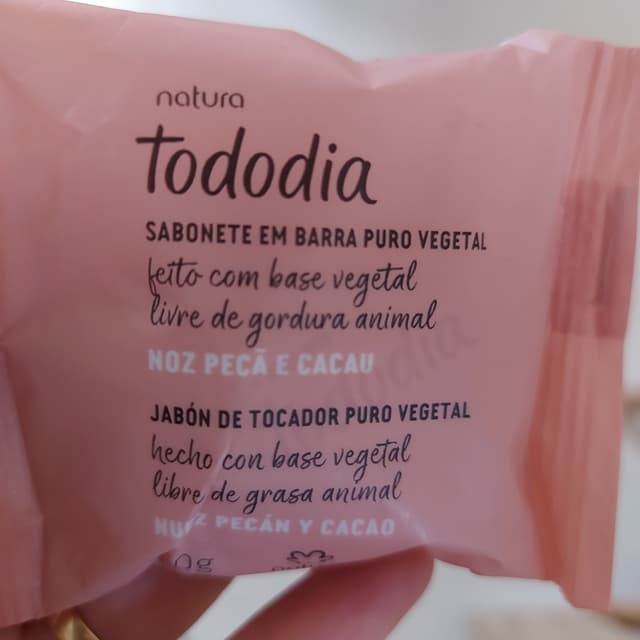 natura
tododia
SABONETE EM BARRA PURO VEGETAL
feito com base vegetal
livre de gordura animal
NOZ PECÃ E CACAU
JABÓN DE TOCADOR PURO VEGETAL
hecho con base vegetal
libre de grasa animal
NUEZ PECÁN Y CACAO